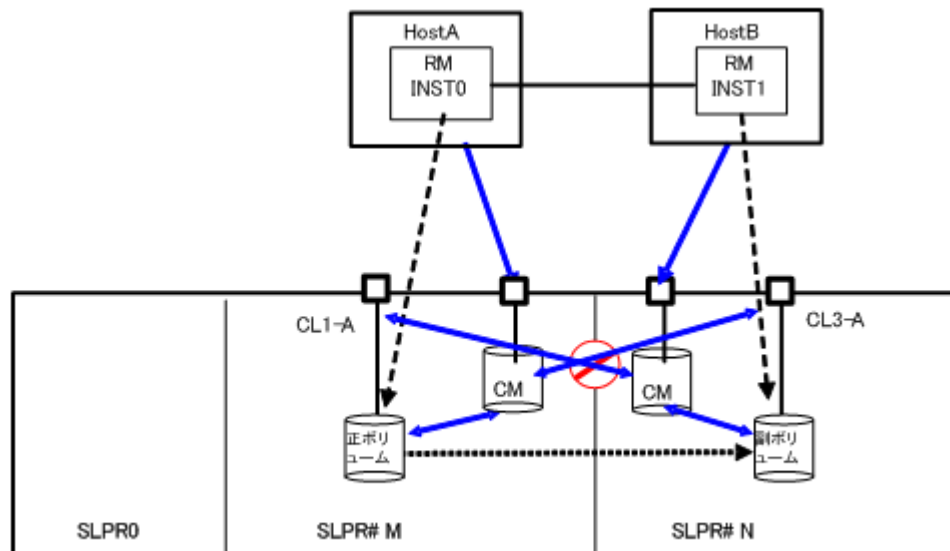 HostA
HostB
RM
INST0
RM
INST1
CL1-A
CL3-A
CM
CM
正ボリ
ューム
副ボリ
ューム
SLPR0
SLPR# M
SLPR# N